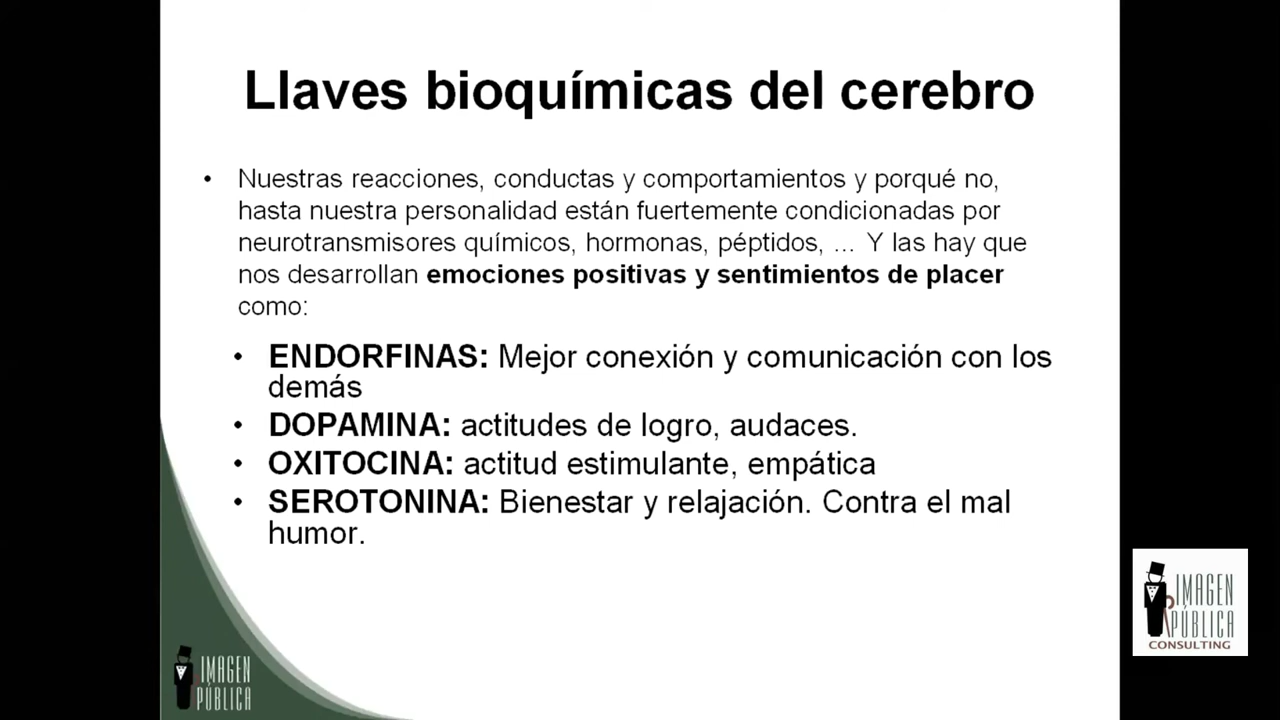 Llaves bioquímicas del cerebro
• Nuestras reacciones, conductas y comportamientos y porqué no,
hasta nuestra personalidad están fuertemente condicionadas por
neurotransmisores químicos, hormonas, péptidos, ... Y las hay que
nos desarrollan emociones positivas y sentimientos de placer
como:
• ENDORFINAS: Mejor conexión y comunicación con los
demás
• DOPAMINA: actitudes de logro, audaces.
• OXITOCINA: actitud estimulante, empática
• SEROTONINA: Bienestar y relajación. Contra el mal
humor.
IMAGEN
PÚBLICA
IMAGEN
PÚBLICA
CONSULTING